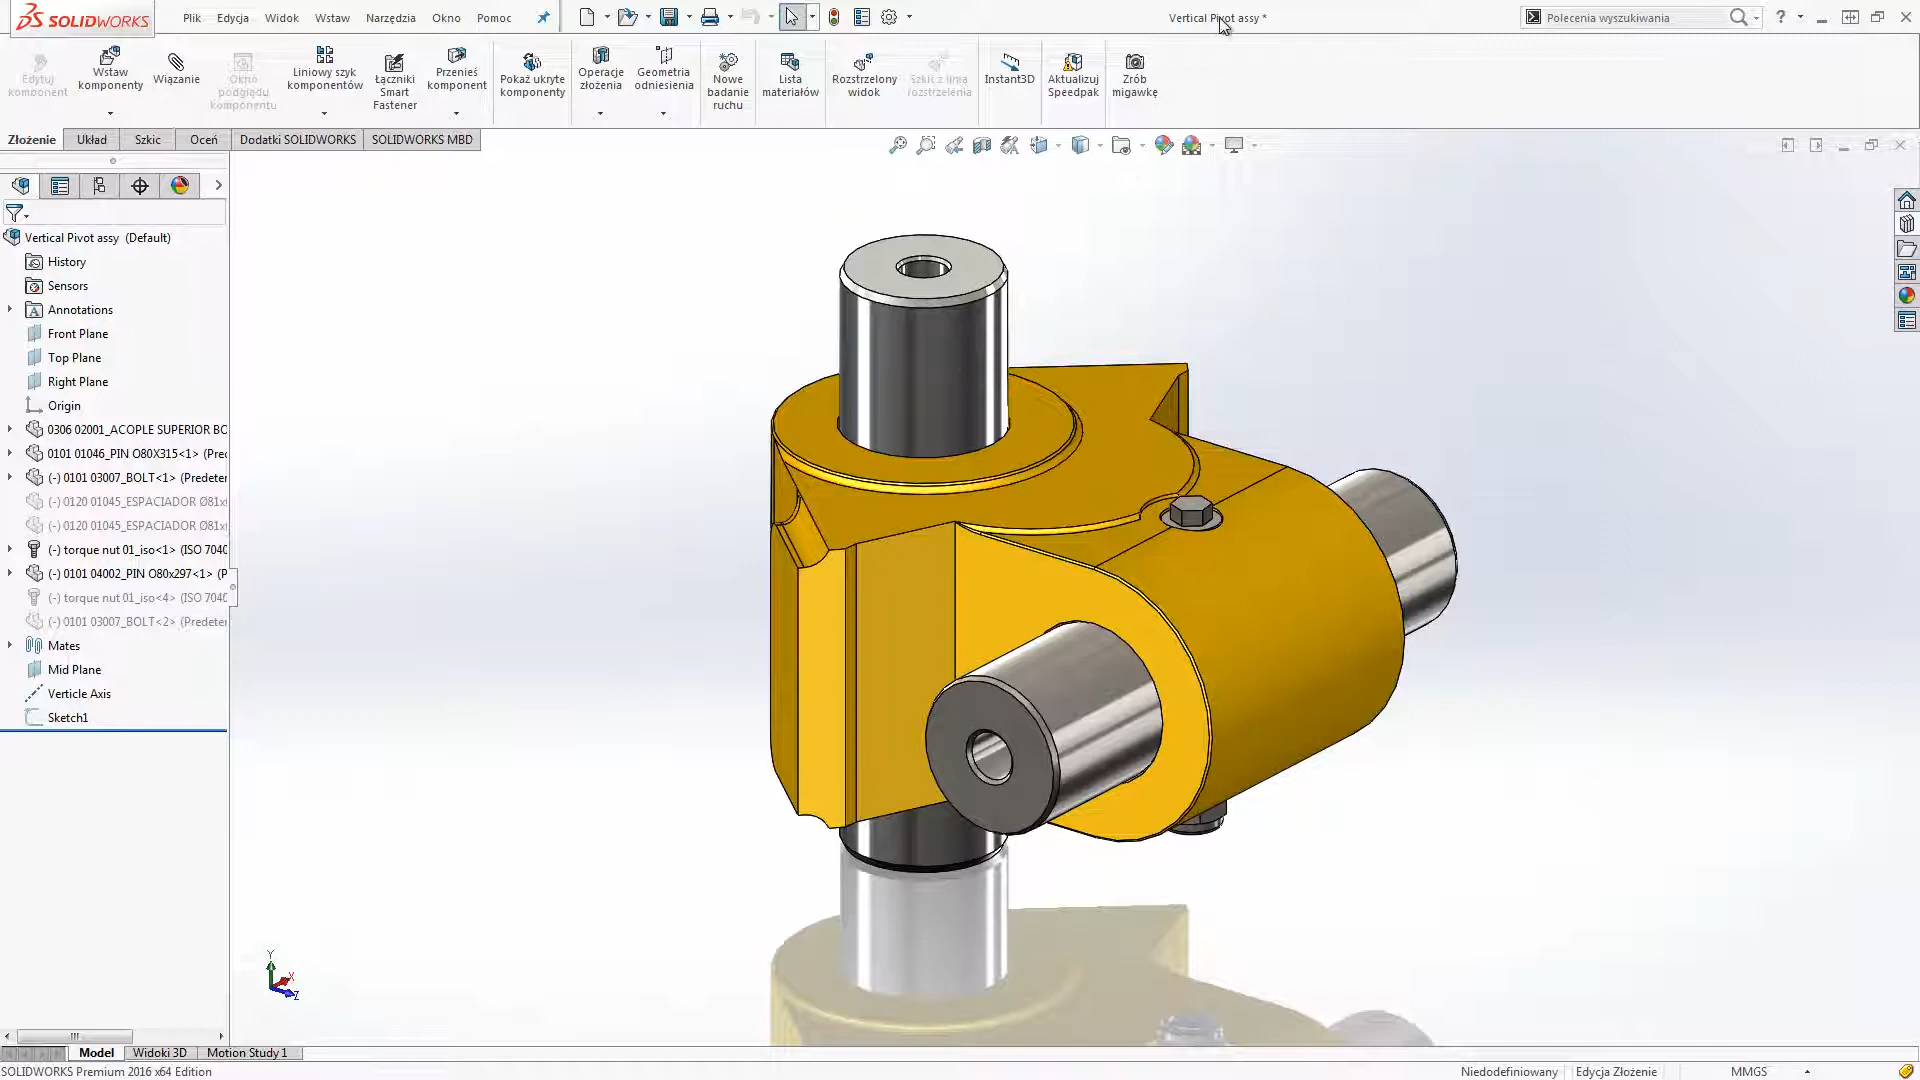 SOLIDWORKS
Plik Edycja Widok Wstaw Narzędzia Okno Pomoc
Vertical Pivot assy *
Polecenia wyszukiwania
Edytuj komponent
Wstaw komponenty
Wiązanie
Okno podglądu komponentu
Liniowy szyk komponentów
Łączniki Smart Fastener
Przenieś komponent
Pokaż ukryte komponenty
Operacje złożenia
Geometria odniesienia
Nowe badanie ruchu
Lista materiałów
Rozstrzelony widok
Szkic z linią rozstrzelenia
Instant3D
Aktualizuj Speedpak
Zrób migawkę
Złożenie Układ Szkic Oceń Dodatki SOLIDWORKS SOLIDWORKS MBD
Vertical Pivot assy (Default)
History
Sensors
Annotations
Front Plane
Top Plane
Right Plane
Origin
0306 02001_ACOPLE SUPERIOR BO
0101 01046_PIN O80X315<1> (Pred
(-) 0101 03007_BOLT<1> (Predeter
(-) 0120 01045_ESPACIADOR Ø81x
(-) 0120 01045_ESPACIADOR Ø81x
(-) torque nut 01_iso<1> (ISO 7040
(-) 0101 04002_PIN O80x297<1> (P
(-) torque nut 01_iso<4> (ISO 7040
(-) 0101 03007_BOLT<2> (Predeter
Mates
Mid Plane
Verticle Axis
Sketch1
Y
X
Z
Model Widoki 3D Motion Study 1
SOLIDWORKS Premium 2016 x64 Edition
Niedodefiniowany Edycja Złożenie MMGS